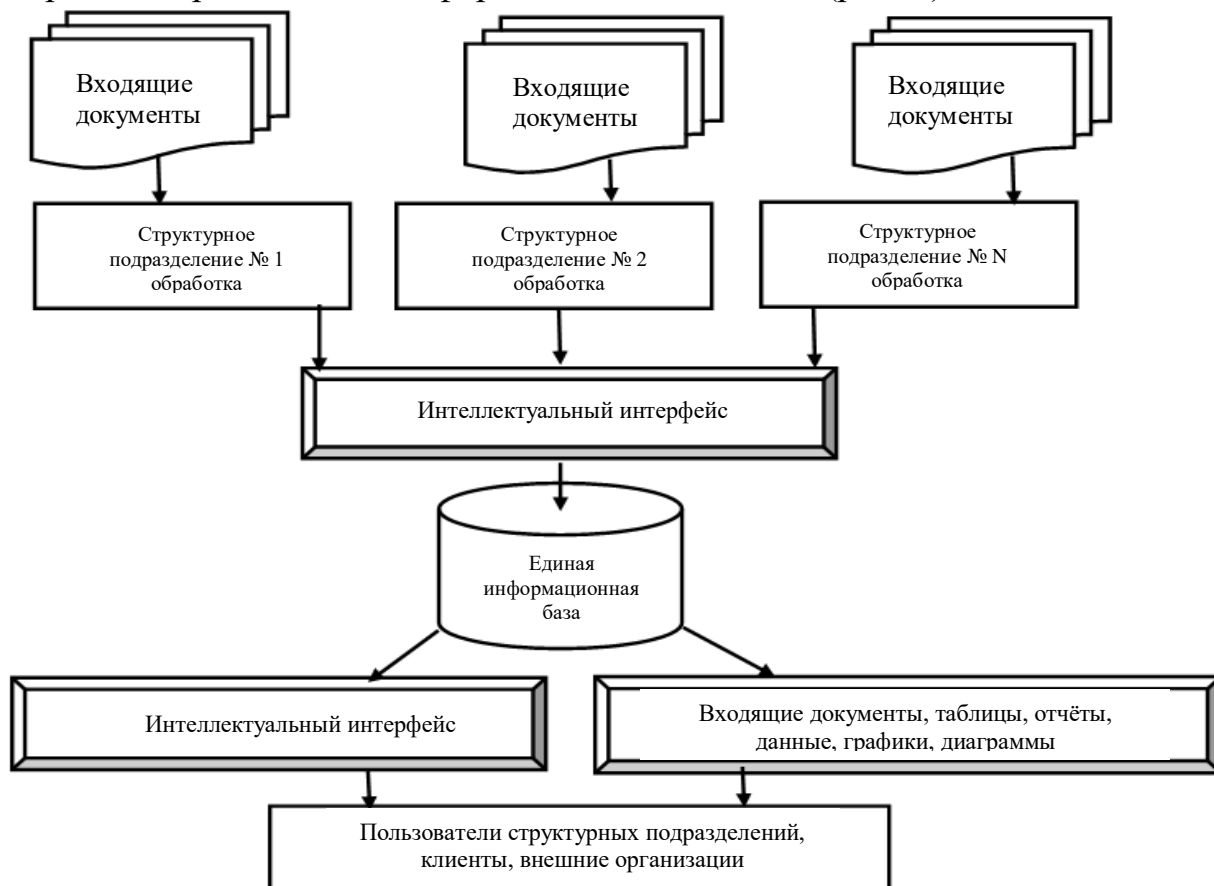 Входящие
документы
Входящие
документы
Входящие
документы
Структурное
подразделение № 1
обработка
Структурное
подразделение № 2
обработка
Структурное
подразделение № N
обработка
Интеллектуальный интерфейс
Единая
информационная
база
Интеллектуальный интерфейс
Входящие документы, таблицы, отчёты,
данные, графики, диаграммы
Пользователи структурных подразделений,
клиенты, внешние организации